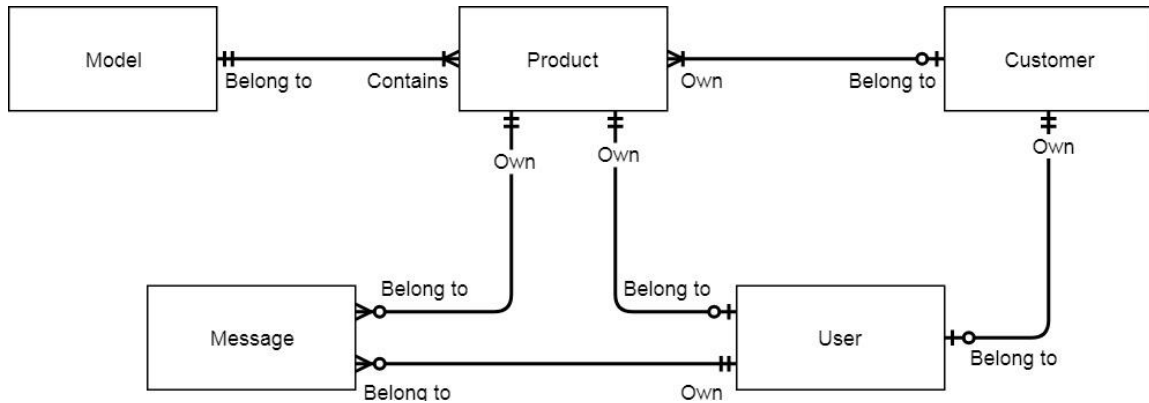 Model
Product
Customer
Belong to
Contains
Own
Belong to
Own
Own
Own
Belong to
Belong to
Message
User
Belong to
Belong to
Own